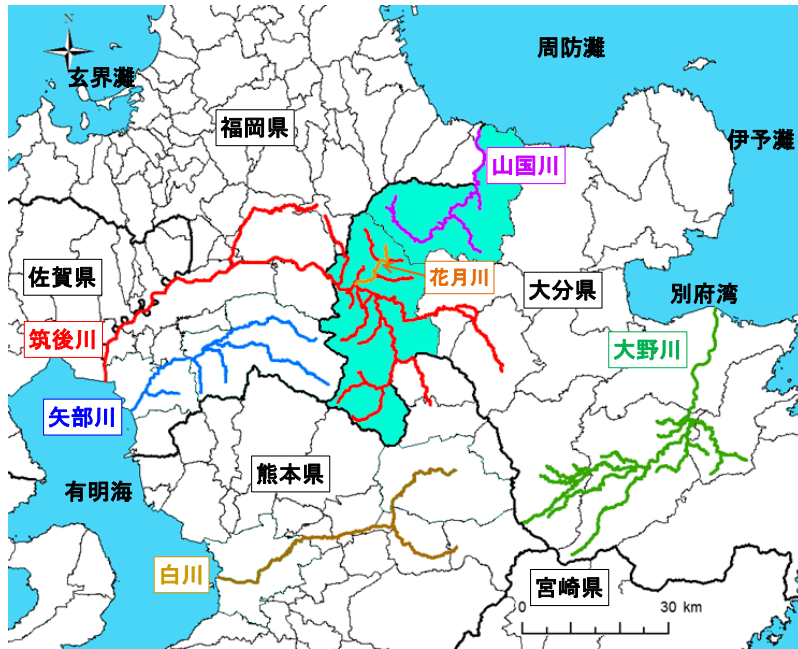 N
周防灘
玄界灘
福岡県
伊予灘
山国川
佐賀県
花月川
大分県
別府湾
筑後川
大野川
矢部川
熊本県
有明海
白川
宮崎県
0 30 km